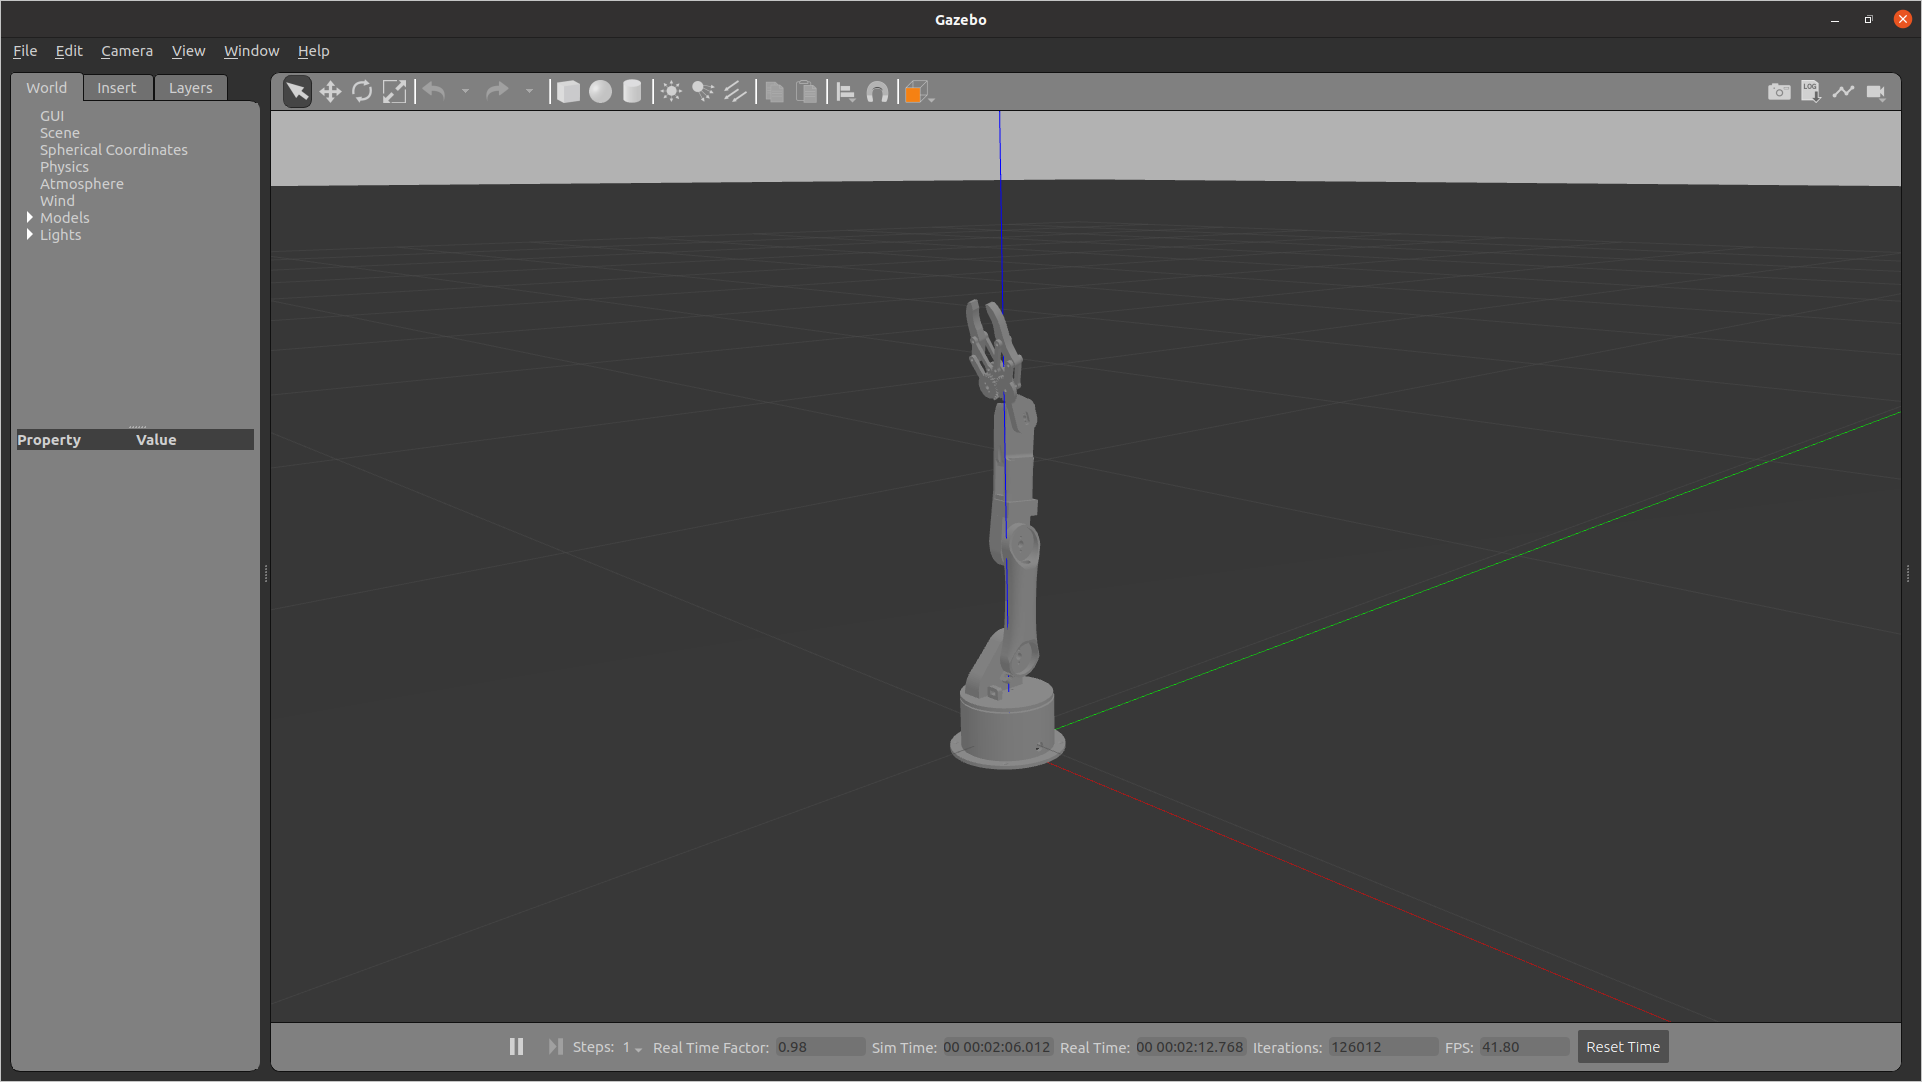 Gazebo
File Edit Camera View Window Help
World Insert Layers
LOG
GUI
Scene
Spherical Coordinates
Physics
Atmosphere
Wind
Models
Lights
Property Value
Steps: 1 Real Time Factor: 0.98 Sim Time: 00 00:02:06.012 Real Time: 00 00:02:12.768 Iterations: 126012 FPS: 41.80 Reset Time